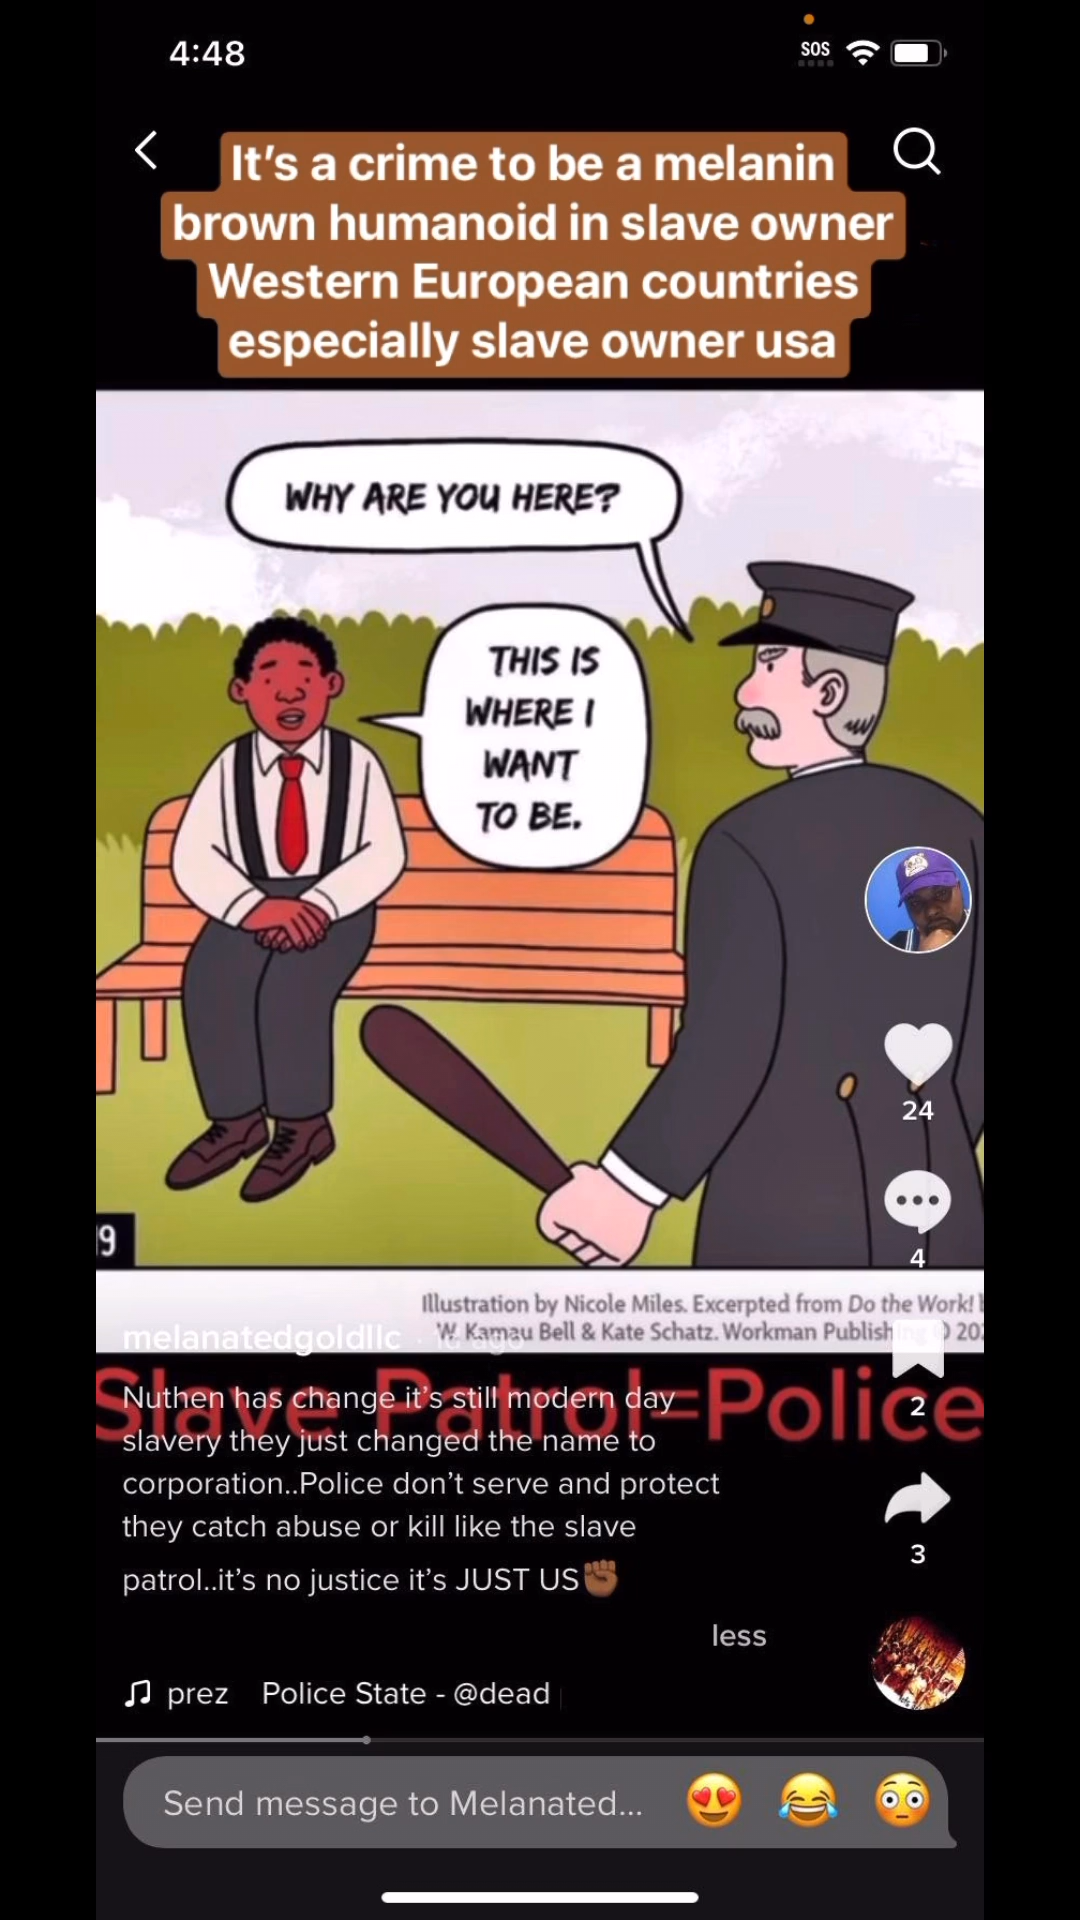 4:48
SOS
It's a crime to be a melanin
brown humanoid in slave owner
Western European countries
especially slave owner usa
WHY ARE YOU HERE?
THIS IS
WHERE I
WANT
TO BE.
24
4
19
Illustration by Nicole Miles. Excerpted from Do the Work!
W. Kamau Bell & Kate Schatz. Workman Publishing © 202
melanatedgoldllc · 1d ago
Slave Patrol=Police
2
Nuthen has change it's still modern day
slavery they just changed the name to
corporation..Police don't serve and protect
they catch abuse or kill like the slave
patrol..it's no justice it's JUST US✊🏾
3
less
prez Police State - @dead
Send message to Melanated...